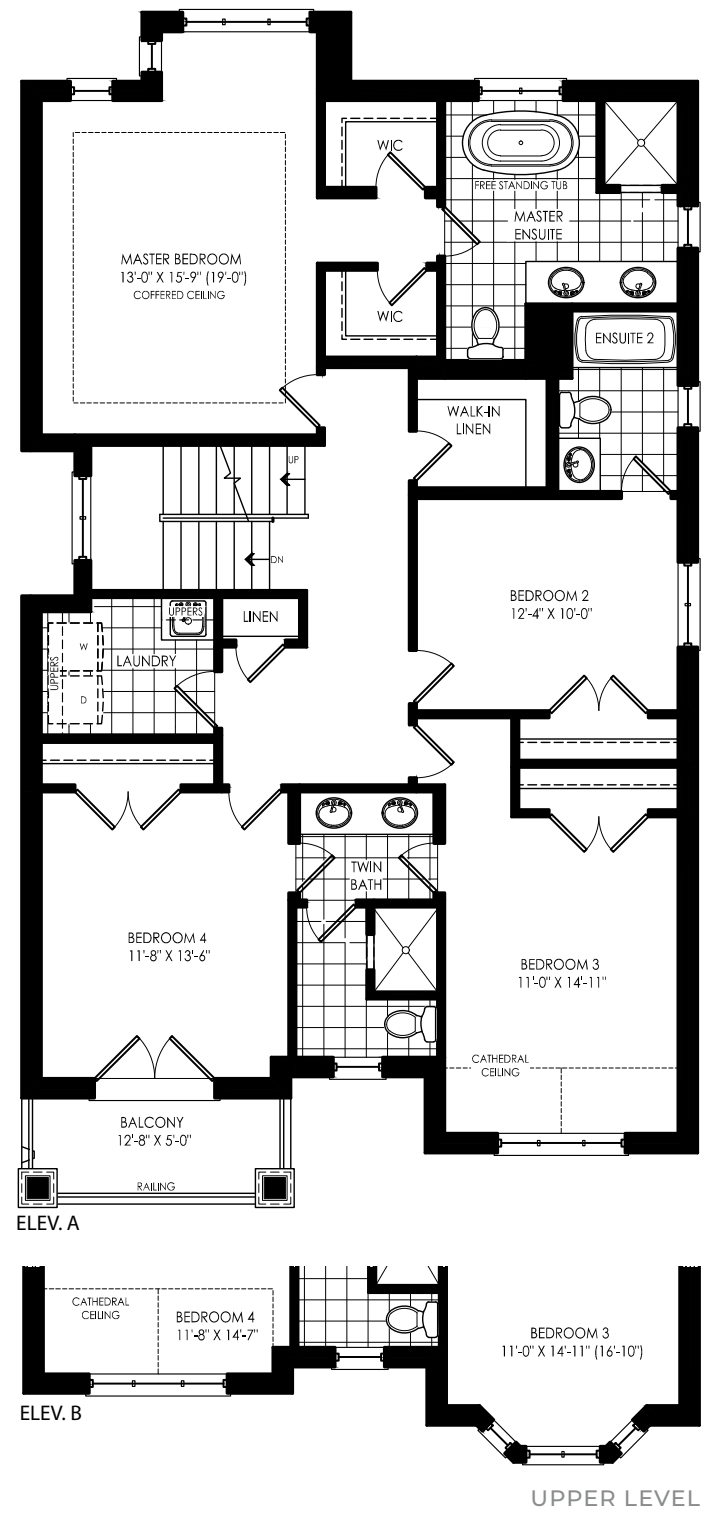 WIC
FREE STANDING TUB
MASTER
ENSUITE
MASTER BEDROOM
13'-0" X 15'-9" (19'-0")
COFFERED CEILING
WIC
ENSUITE 2
WALK-IN
LINEN
UP
DN
BEDROOM 2
12'-4" X 10'-0"
UPPERS
LINEN
W
LAUNDRY
UPPERS
D
TWIN
BATH
BEDROOM 4
11'-8" X 13'-6"
BEDROOM 3
11'-0" X 14'-11"
CATHEDRAL
CEILING
BALCONY
12'-8" X 5'-0"
RAILING
ELEV. A
CATHEDRAL
CEILING
BEDROOM 4
11'-8" X 14'-7"
BEDROOM 3
11'-0" X 14'-11" (16'-10")
ELEV. B
UPPER LEVEL